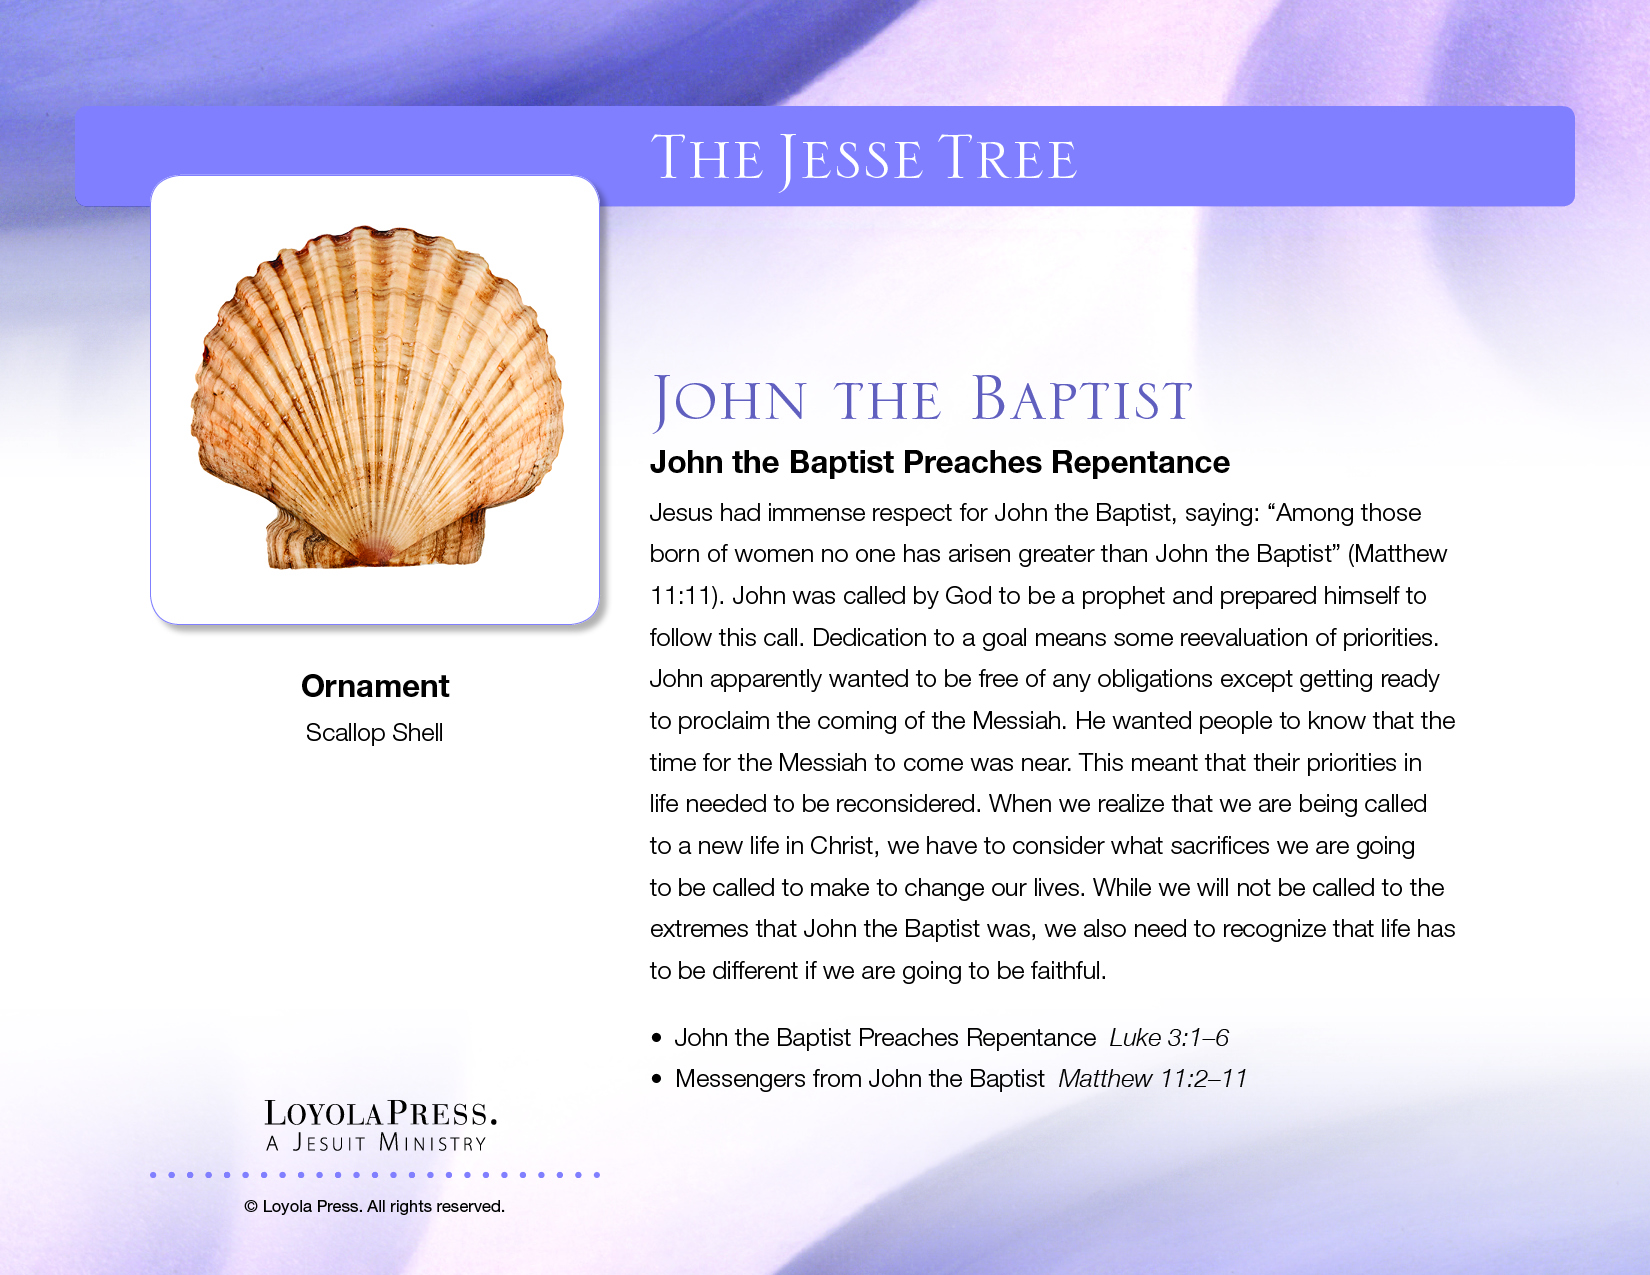 The Jesse Tree
John the Baptist
John the Baptist Preaches Repentance
Jesus had immense respect for John the Baptist, saying: “Among those
born of women no one has arisen greater than John the Baptist” (Matthew
11:11). John was called by God to be a prophet and prepared himself to
follow this call. Dedication to a goal means some reevaluation of priorities.
John apparently wanted to be free of any obligations except getting ready
to proclaim the coming of the Messiah. He wanted people to know that the
time for the Messiah to come was near. This meant that their priorities in
life needed to be reconsidered. When we realize that we are being called
to a new life in Christ, we have to consider what sacrifices we are going
to be called to make to change our lives. While we will not be called to the
extremes that John the Baptist was, we also need to recognize that life has
to be different if we are going to be faithful.
• John the Baptist Preaches Repentance Luke 3:1–6
• Messengers from John the Baptist Matthew 11:2–11
Ornament
Scallop Shell
LoyolaPress.
A Jesuit Ministry
© Loyola Press. All rights reserved.